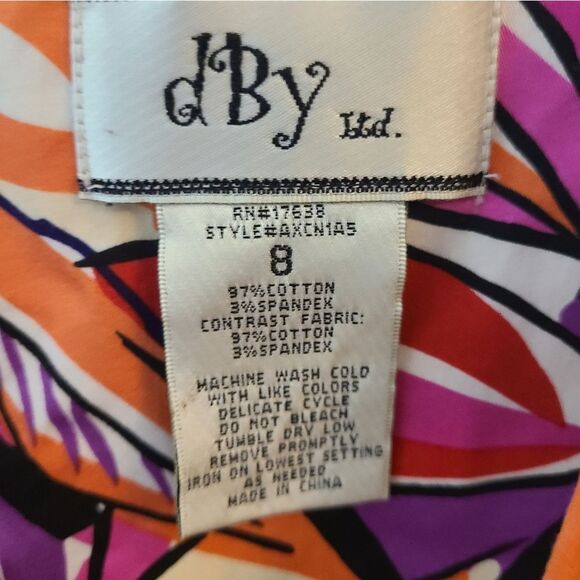 dBy Ltd.
RN#17638
STYLE#AXCN1A5
8
97%COTTON
3%SPANDEX
CONTRAST FABRIC:
97%COTTON
3%SPANDEX
MACHINE WASH COLD
WITH LIKE COLORS
DELICATE CYCLE
DO NOT BLEACH
TUMBLE DRY LOW
REMOVE PROMPTLY
IRON ON LOWEST SETTING
AS NEEDED
MADE IN CHINA